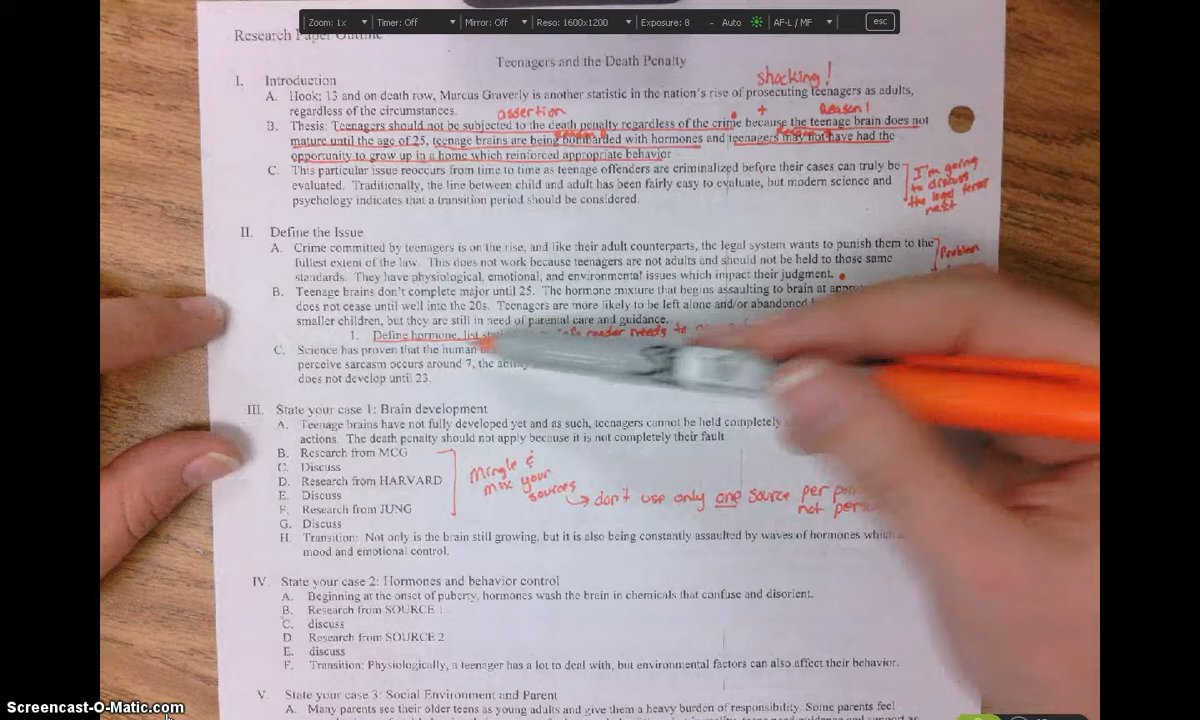 Zoom: 1x Timer: Off Mirror: Off Reso: 1600x1200 Exposure: 8 - Auto AF-L / MF esc
Research Paper Outline
Teenagers and the Death Penalty
shocking!
I. Introduction
A. Hook: 13 and on death row, Marcus Graverly is another statistic in the nation's rise of prosecuting teenagers as adults,
regardless of the circumstances.
assertion + Reason 1
B. Thesis: Teenagers should not be subjected to the death penalty regardless of the crime because the teenage brain does not
mature until the age of 25, teenage brains are being bombarded with hormones and teenagers may not have had the
opportunity to grow up in a home which reinforced appropriate behavior
C. This particular issue reoccurs from time to time as teenage offenders are criminalized before their cases can truly be
evaluated. Traditionally, the line between child and adult has been fairly easy to evaluate, but modern science and
psychology indicates that a transition period should be considered.
I'm going
to discuss
the legal
next
II. Define the Issue
A. Crime committed by teenagers is on the rise, and like their adult counterparts, the legal system wants to punish them to the
fullest extent of the law. This does not work because teenagers are not adults and should not be held to those same
standards. They have physiological, emotional, and environmental issues which impact their judgment.
Problem
B. Teenage brains don't complete major until 25. The hormone mixture that begins assaulting to brain at
does not cease until well into the 20s. Teenagers are more likely to be left alone and/or abandoned
smaller children, but they are still in need of parental care and guidance.
1. Define hormone, list
reader needs to
C. Science has proven that the human
perceive sarcasm occurs around 7, the
does not develop until 23.
III. State your case 1: Brain development
A. Teenage brains have not fully developed yet and as such, teenagers cannot be held completely
actions. The death penalty should not apply because it is not completely their fault
B. Research from MCG
C. Discuss
D. Research from HARVARD
E. Discuss
F. Research from JUNG
G. Discuss
Mingle &
mix your
sources
don't use only one source per
not
H. Transition: Not only is the brain still growing, but it is also being constantly assaulted by waves of hormones which
mood and emotional control.
IV. State your case 2: Hormones and behavior control
A. Beginning at the onset of puberty, hormones wash the brain in chemicals that confuse and disorient.
B. Research from SOURCE 1
C. discuss
D Research from SOURCE 2
E. discuss
F. Transition: Physiologically, a teenager has a lot to deal with, but environmental factors can also affect their behavior.
V. State your case 3: Social Environment and Parent
A. Many parents see their older teens as young adults and give them a heavy burden of responsibility. Some parents feel
Screencast-O-Matic.com